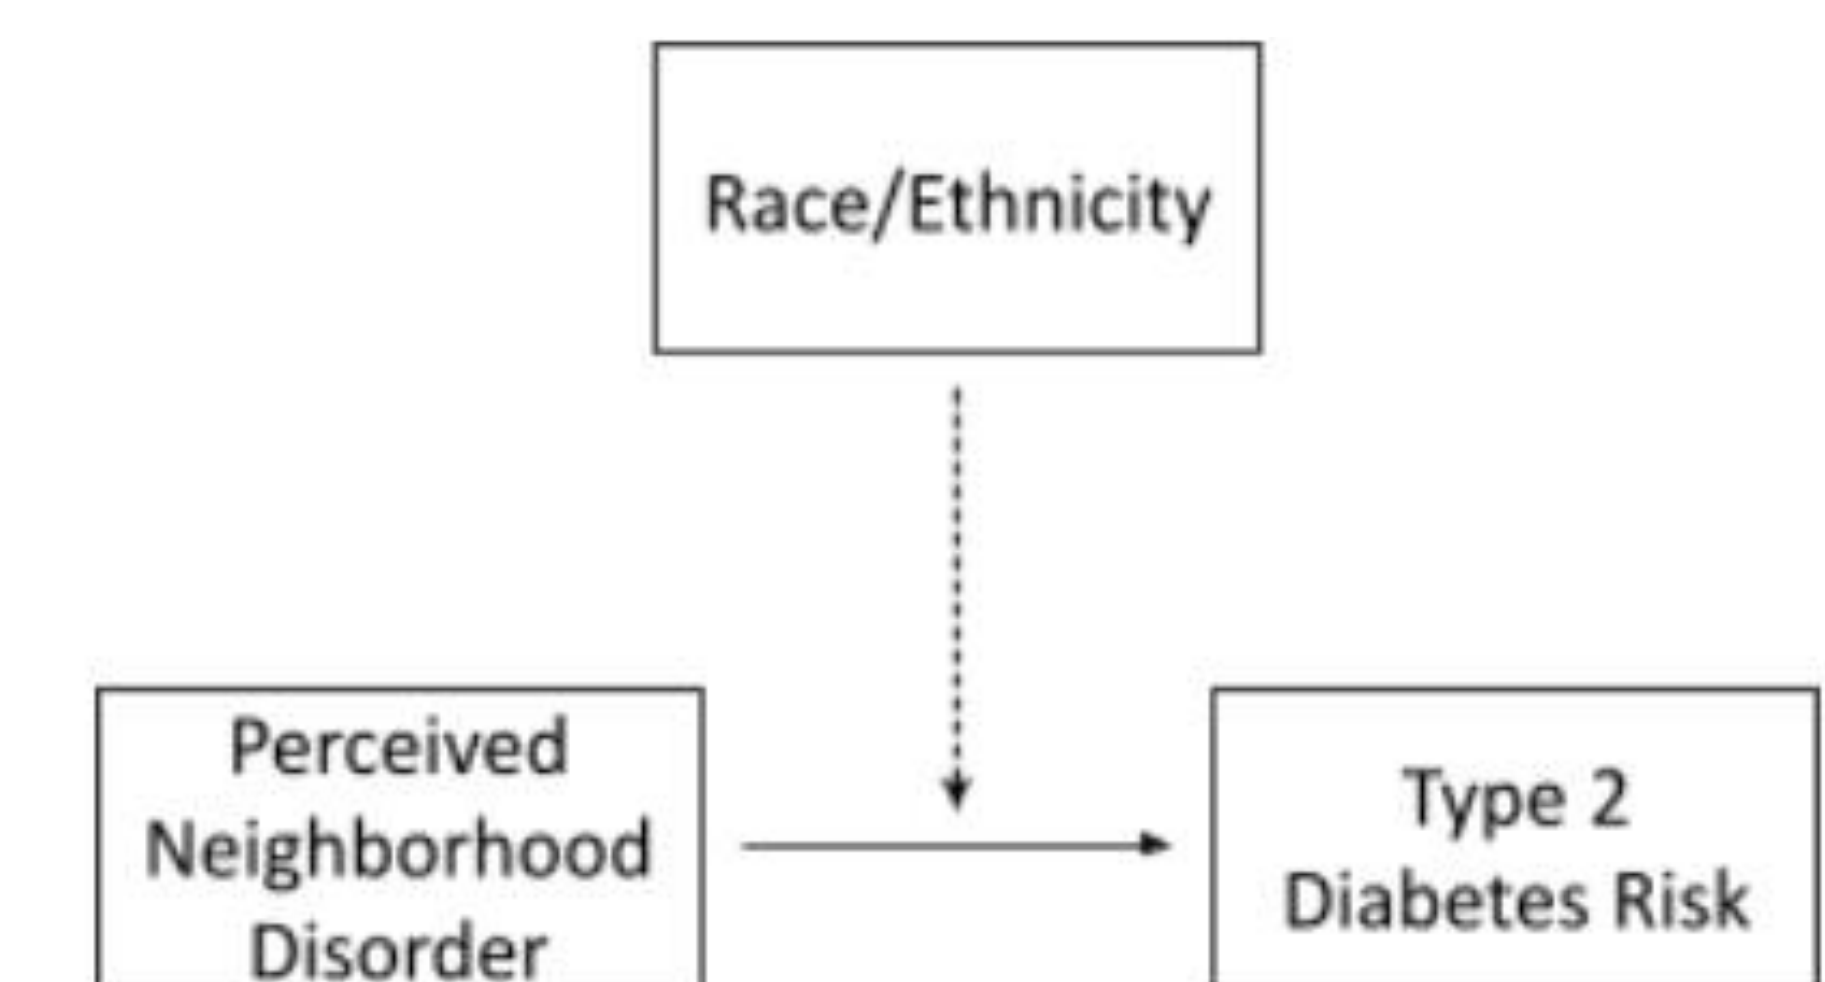 Race/Ethnicity
Perceived
Neighborhood
Disorder
Type 2
Diabetes Risk